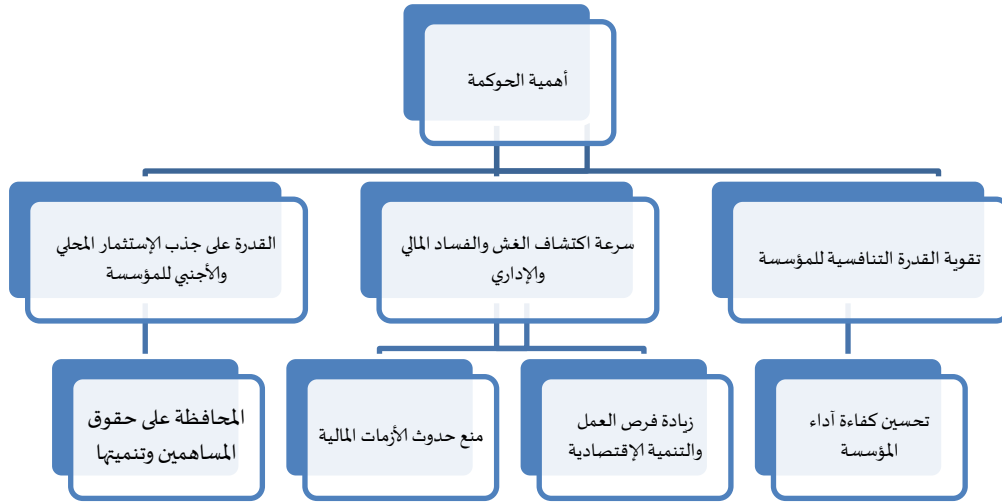 أهمية الحوكمة
تقوية القدرة التنافسية للمؤسسة
سرعة اكتشاف الغش والفساد المالي
والإداري
القدرة على جذب الإستثمار المحلي
والأجنبي للمؤسسة
تحسين كفاءة آداء
المؤسسة
زيادة فرص العمل
والتنمية الإقتصادية
منع حدوث الأزمات المالية
المحافظة على حقوق
المساهمين وتنميتها